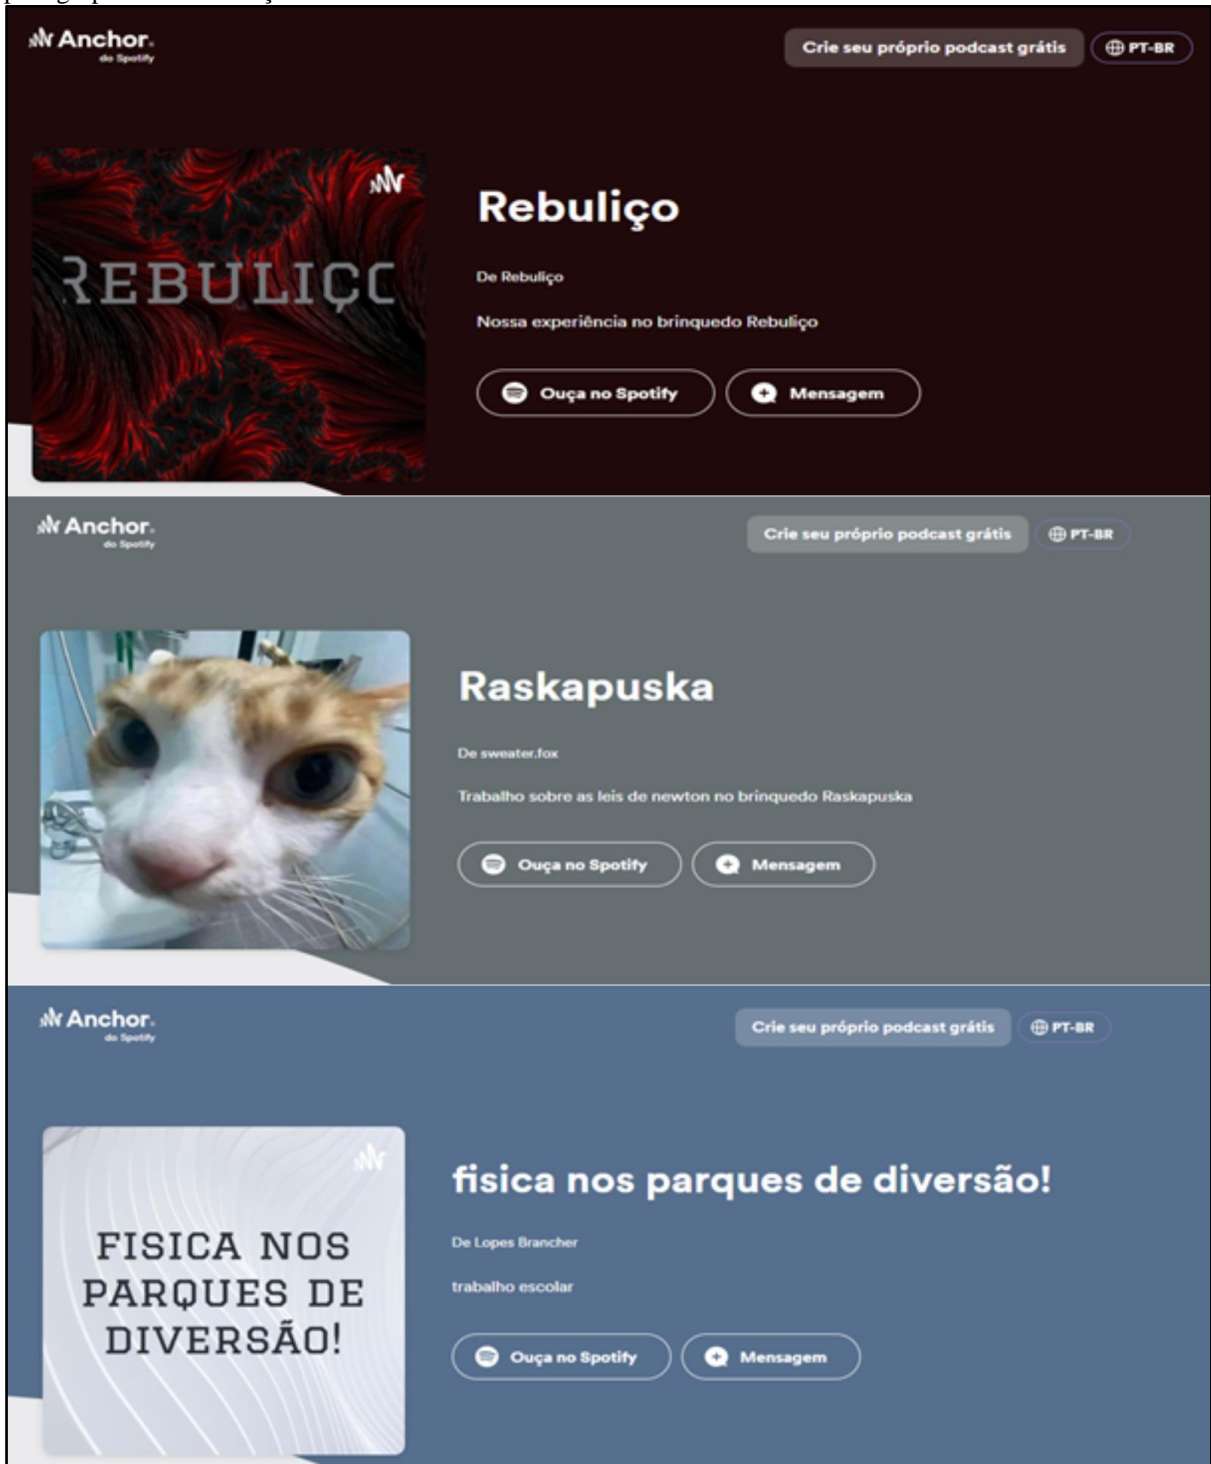 Anchor.
do Spotify
Crie seu próprio podcast grátis
PT-BR
REBULIÇO
Rebuliço
De Rebuliço
Nossa experiência no brinquedo Rebuliço
Ouça no Spotify
Mensagem
Anchor.
do Spotify
Crie seu próprio podcast grátis
PT-BR
Raskapuska
De sweater.fox
Trabalho sobre as leis de newton no brinquedo Raskapuska
Ouça no Spotify
Mensagem
Anchor.
do Spotify
Crie seu próprio podcast grátis
PT-BR
FISICA NOS
PARQUES DE
DIVERSÃO!
fisica nos parques de diversão!
De Lopes Brancher
trabalho escolar
Ouça no Spotify
Mensagem